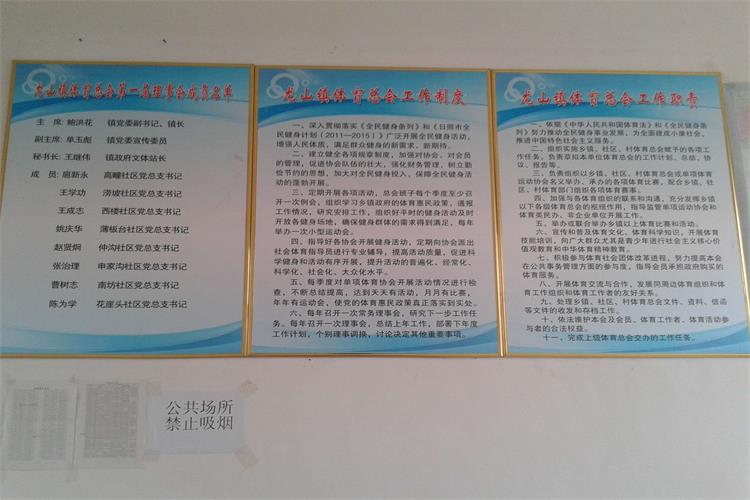 龙山镇体育总会第一届理事会成员名单
主 席: 鲍洪花 镇党委副书记、镇长
副主席: 单玉彪 镇党委宣传委员
秘书长: 王继伟 镇政府文体站长
成 员: 扈新永 高疃社区党总支书记
王学功 涝坡社区党总支书记
王成志 西楼社区党总支书记
姚庆华 薄板台社区党总支书记
赵贤炯 仲沟社区党总支书记
张治理 申家沟社区党总支书记
曹树志 南坊社区党总支书记
陈为学 花崖头社区党总支书记
龙山镇体育总会工作制度
一、深入贯彻落实《全民健身条例》和《日照市全
民健身计划（2011—2015）》广泛开展全民健身活动，
增强人民体质，满足群众健身的新需求、新期待。
二、建立健全各项规章制度，加强对协会、对会员
的管理，促进协会队伍的壮大，强化财务管理，树立勤
俭节约的思想，加大对全民健身投入，保障全民健身活
动的蓬勃开展。
三、定期开展各项活动，总会班子每个季度至少召
开一次例会，组织学习乡镇政府的体育惠民政策，通报
工作情况，研究安排工作，组织好平时的健身活动及时
开放各健身场地，确保健身群体的需求得到满足，每年
举办一次小型运动会。
四、指导好各协会开展健身活动，定期向协会派出
社会体育指导员进行专业辅导，提高活动质量，促进科
学健身和活动有序开展，提升活动的普遍化、经常化、
科学化、社会化、大众化水平。
五、每季度对单项体育协会开展活动情况进行检
查，不断总结提高，达到天天有活动，月月有比赛，
年年有运动会，使党的体育惠民政策真正落实到实处。
六、每年召开一次常务理事会，研究下一步工作任
务。每年召开一次理事会，总结上年工作，部署下年度
工作计划，个别理事调换，讨论决定其他重要事项。
龙山镇体育总会工作职责
一、依据《中华人民共和国体育法》和《全民健身条
例》努力推动全民健身事业发展，为全面建成小康社会，
推进中国特色社会主义服务。
二、组织实施乡镇、社区、村体育总会赋予的各项工
作任务，负责草拟本单位体育总会的工作计划、总结、协
议、报告等。
三、负责组织以乡镇、社区、村体育总会或单项体育
运动协会名义举办、承办的各项体育比赛，配合乡镇、社
区、村体育部门组织各项体育赛事。
四、加强与各体育组织的联系和沟通，充分发挥乡镇
以下各级体育总会的枢纽作用，指导监管单项运动协会和
体育类民办、非企业单位开展工作。
五、举办或联合举办乡镇以上体育比赛和活动。
六、宣传和普及体育文化、体育科学知识，开展体育
技能培训，向广大群众尤其是青少年进行社会主义核心价
值观教育和中华体育精神教育。
七、积极参与体育社会团体改革进程，努力提高本会
在公共事务管理方面的参与度，指导会员承担政府购买的
体育服务。
八、开展体育交流与合作，发展同周边体育组织和体
育工作组织和体育工作者的友好关系。
九、处理乡镇、社区、村体育总会文件、资料、信函
等文件的收发和存档工作。
十、依法维护本会及会员、体育工作者、体育活动参
与者的合法权益。
十一、完成上级体育总会交办的工作任务。
公共场所
禁止吸烟